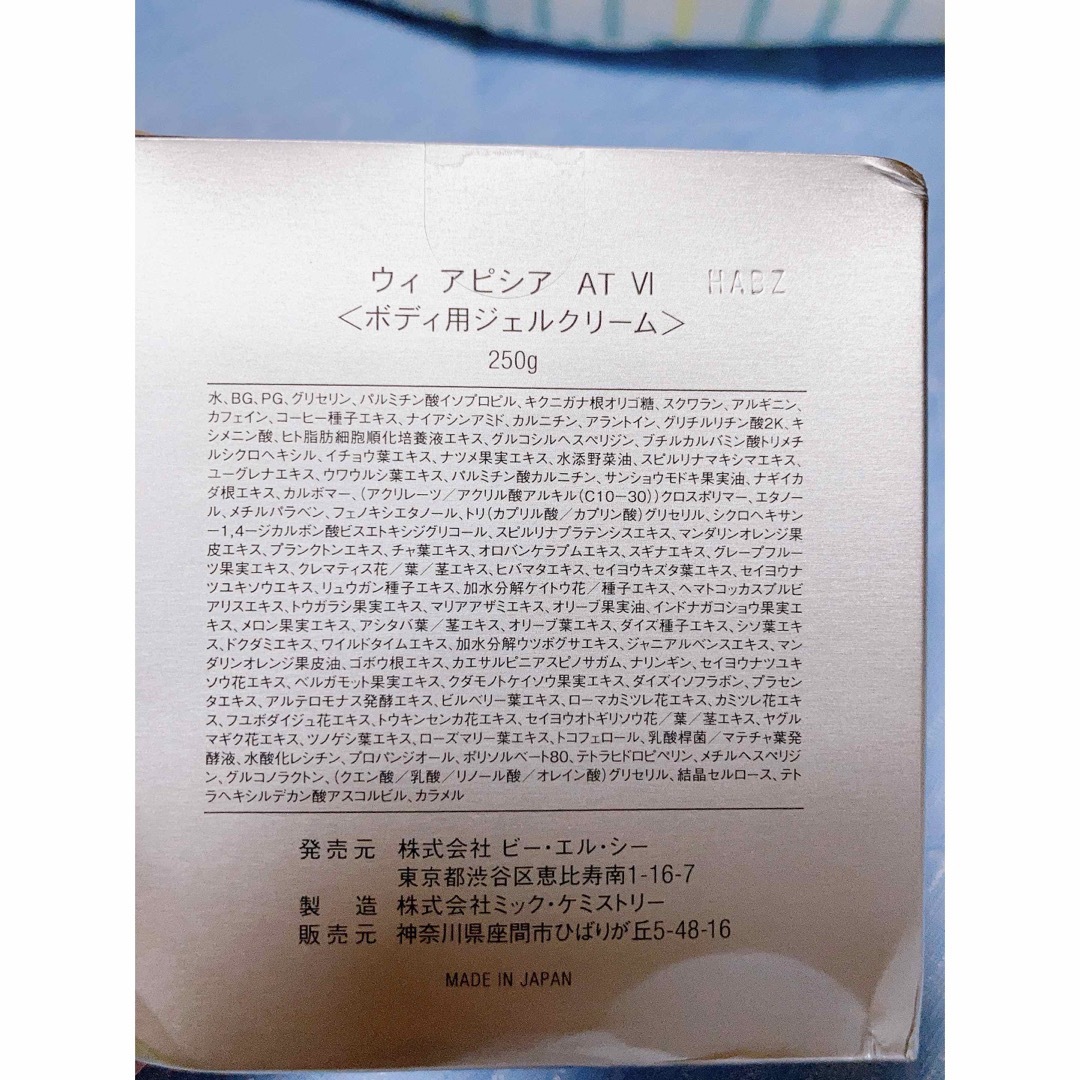 ウィ アピシア AT VI HABZ
＜ボディ用ジェルクリーム＞
250g
水、BG、PG、グリセリン、パルミチン酸イソプロピル、キクニガナ根オリゴ糖、スクワラン、アルギニン、
カフェイン、コーヒー種子エキス、ナイアシンアミド、カルニチン、アラントイン、グリチルリチン酸2K、キ
シメニン酸、ヒト脂肪細胞順化培養液エキス、グルコシルヘスペリジン、ブチルカルバミン酸トリメチ
ルシクロヘキシル、イチョウ葉エキス、ナツメ果実エキス、水添野菜油、スピルリナマキシマエキス、
ユーグレナエキス、ウワウルシ葉エキス、パルミチン酸カルニチン、サンショウモドキ果実油、ナギイカ
ダ根エキス、カルボマー、（アクリレーツ／アクリル酸アルキル（C10－30））クロスポリマー、エタノー
ル、メチルパラベン、フェノキシエタノール、トリ（カプリル酸／カプリン酸）グリセリル、シクロヘキサン
－1,4－ジカルボン酸ビスエトキシジグリコール、スピルリナプラテンシスエキス、マンダリンオレンジ果
皮エキス、プランクトンエキス、チャ葉エキス、オロバンケラプムエキス、スギナエキス、グレープフルー
ツ果実エキス、クレマティス花／葉／茎エキス、ヒバマタエキス、セイヨウキズタ葉エキス、セイヨウナ
ツユキソウエキス、リュウガン種子エキス、加水分解ケイトウ花／種子エキス、ヘマトコッカスプルビ
アリスエキス、トウガラシ果実エキス、マリアアザミエキス、オリーブ果実油、インドナガコショウ果実エ
キス、メロン果実エキス、アシタバ葉／茎エキス、オリーブ葉エキス、ダイズ種子エキス、シソ葉エキ
ス、ドクダミエキス、ワイルドタイムエキス、加水分解ウツボグサエキス、ジャニアルベンスエキス、マン
ダリンオレンジ果皮油、ゴボウ根エキス、カエサルピニアスピノサガム、ナリンギン、セイヨウナツユキ
ソウ花エキス、ベルガモット果実エキス、クダモノトケイソウ果実エキス、ダイズイソフラボン、プラセン
タエキス、アルテロモナス発酵エキス、ビルベリー葉エキス、ローマカミツレ花エキス、カミツレ花エキ
ス、フユボダイジュ花エキス、トウキンセンカ花エキス、セイヨウオトギリソウ花／葉／茎エキス、ヤグル
マギク花エキス、ツノゲシ葉エキス、ローズマリー葉エキス、トコフェロール、乳酸桿菌／マテチャ葉発
酵液、水酸化レシチン、プロパンジオール、ポリソルベート80、テトラヒドロピペリン、メチルヘスペリジ
ン、グルコノラクトン、（クエン酸／乳酸／リノール酸／オレイン酸）グリセリル、結晶セルロース、テト
ラヘキシルデカン酸アスコルビル、カラメル
発売元 株式会社 ビー・エル・シー
東京都渋谷区恵比寿南1-16-7
製造 株式会社ミック・ケミストリー
販売元 神奈川県座間市ひばりが丘5-48-16
MADE IN JAPAN